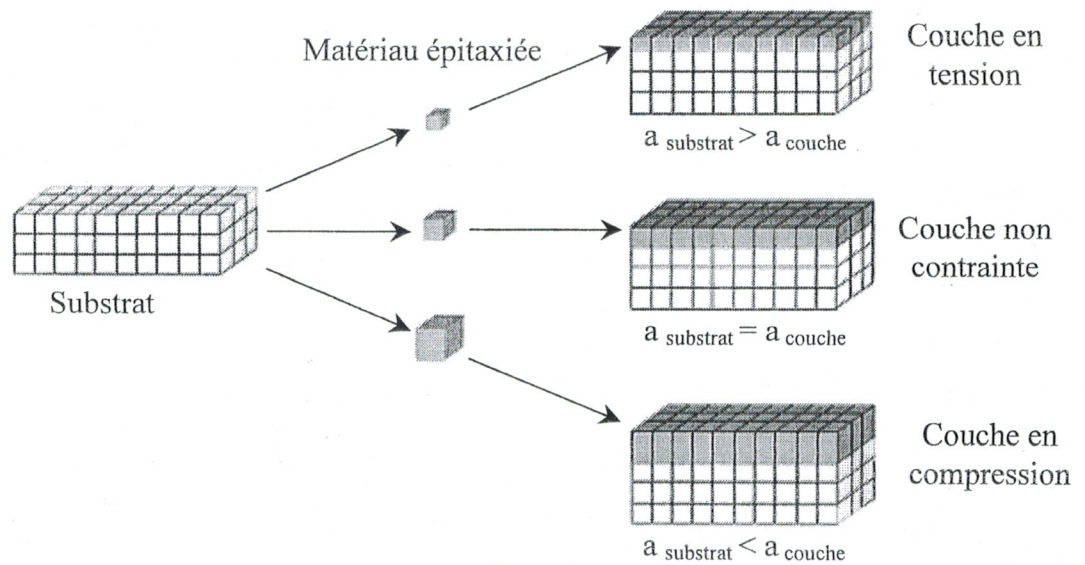 Matériau épitaxiée
Couche en
tension
a substrat > a couche
Substrat
Couche non
contrainte
a substrat = a couche
Couche en
compression
a substrat < a couche